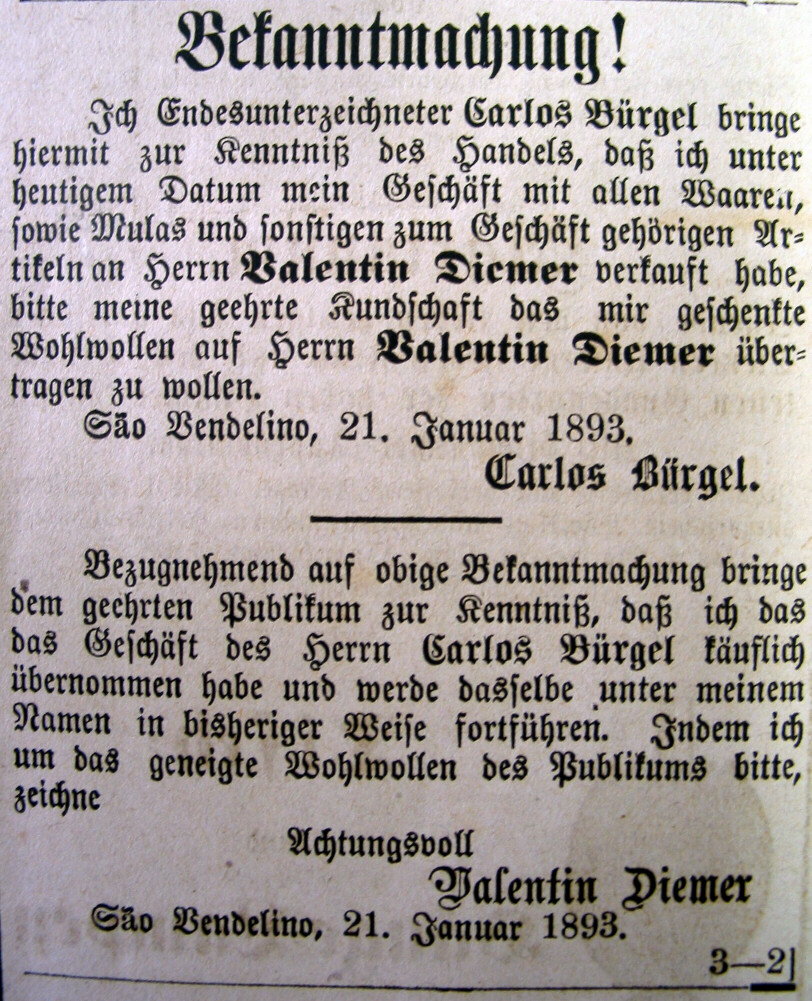 Bekanntmachung!
Ich Endesunterzeichneter Carlos Bürgel bringe
hiermit zur Kenntniß des Handels, daß ich unter
heutigem Datum mein Geschäft mit allen Waaren,
sowie Mulas und sonstigen zum Geschäft gehörigen Ar-
tikeln an Herrn Valentin Diemer verkauft habe,
bitte meine geehrte Kundschaft das mir geschenkte
Wohlwollen auf Herrn Valentin Diemer über-
tragen zu wollen.
São Vendelino, 21. Januar 1893.
Carlos Bürgel.
Bezugnehmend auf obige Bekanntmachung bringe
dem geehrten Publikum zur Kenntniß, daß ich das
das Geschäft des Herrn Carlos Bürgel käuflich
übernommen habe und werde dasselbe unter meinem
Namen in bisheriger Weise fortführen. Indem ich
um das geneigte Wohlwollen des Publikums bitte,
zeichne
Achtungsvoll
Valentin Diemer
São Vendelino, 21. Januar 1893.
3—2